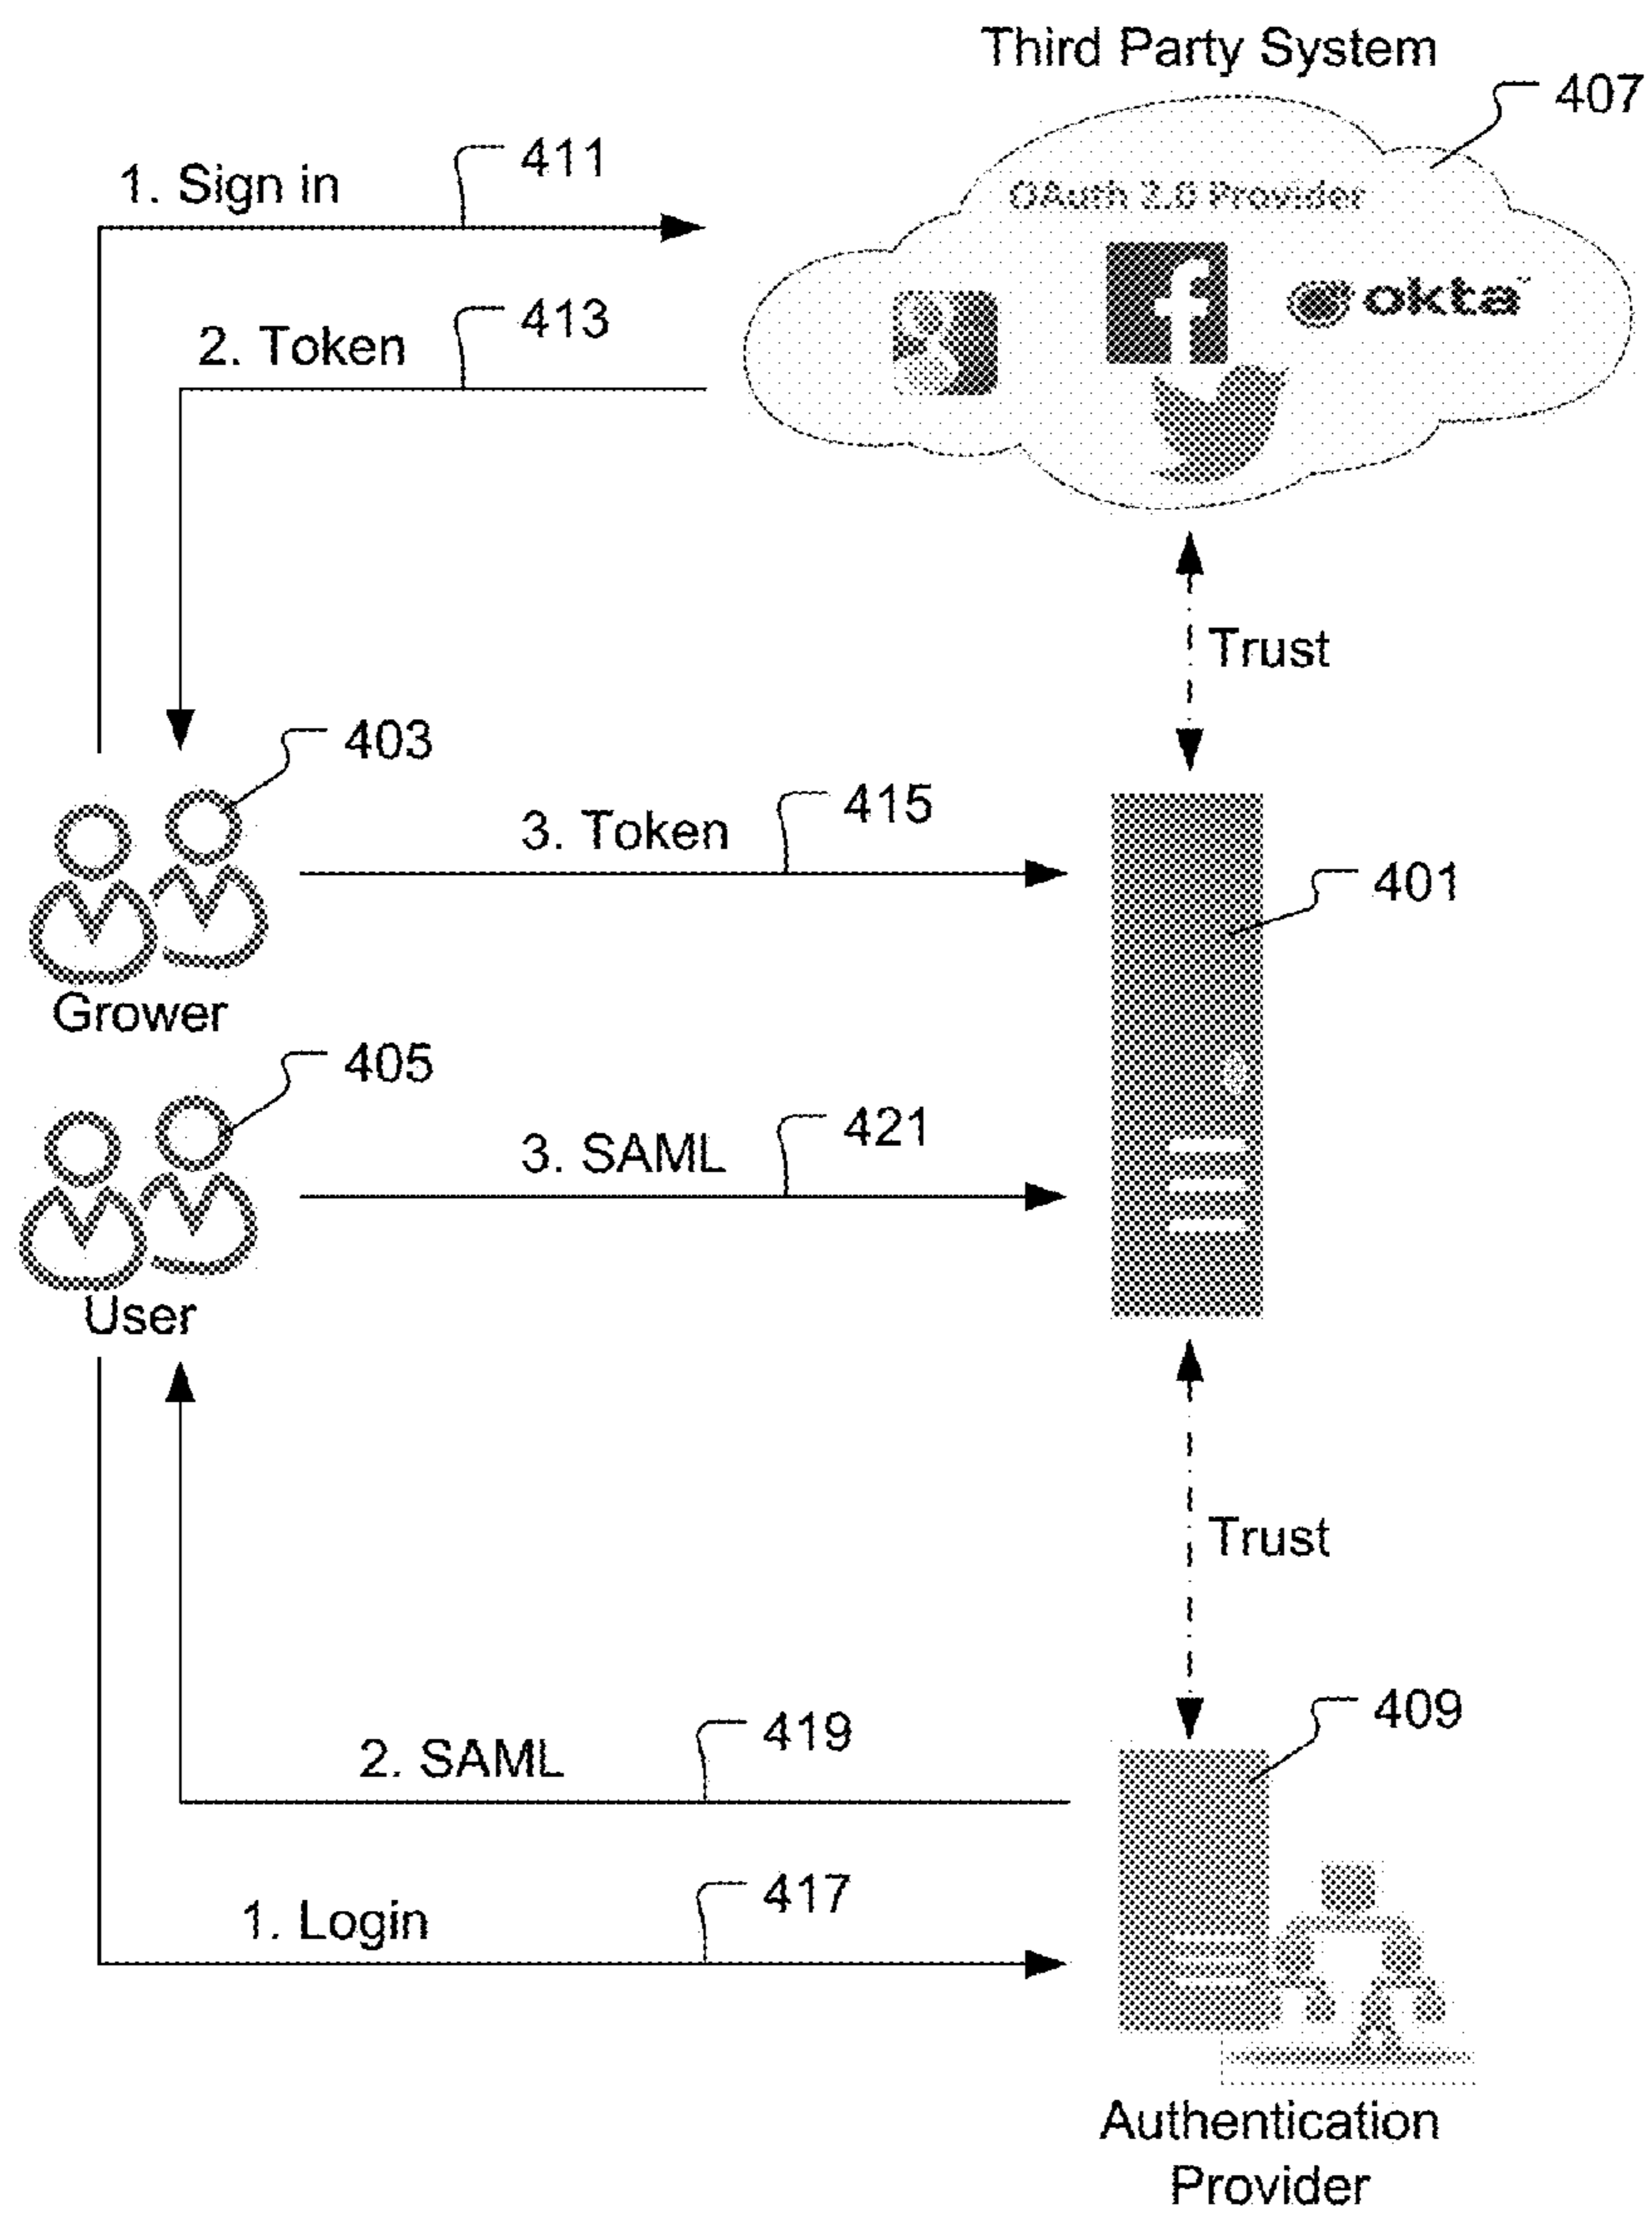 Third Party System
407
1. Sign in
411
OAuth 2.0 Provider
f
okta
2. Token
413
Trust
403
3. Token
415
401
Grower
405
3. SAML
421
User
Trust
409
2. SAML
419
1. Login
417
Authentication
Provider